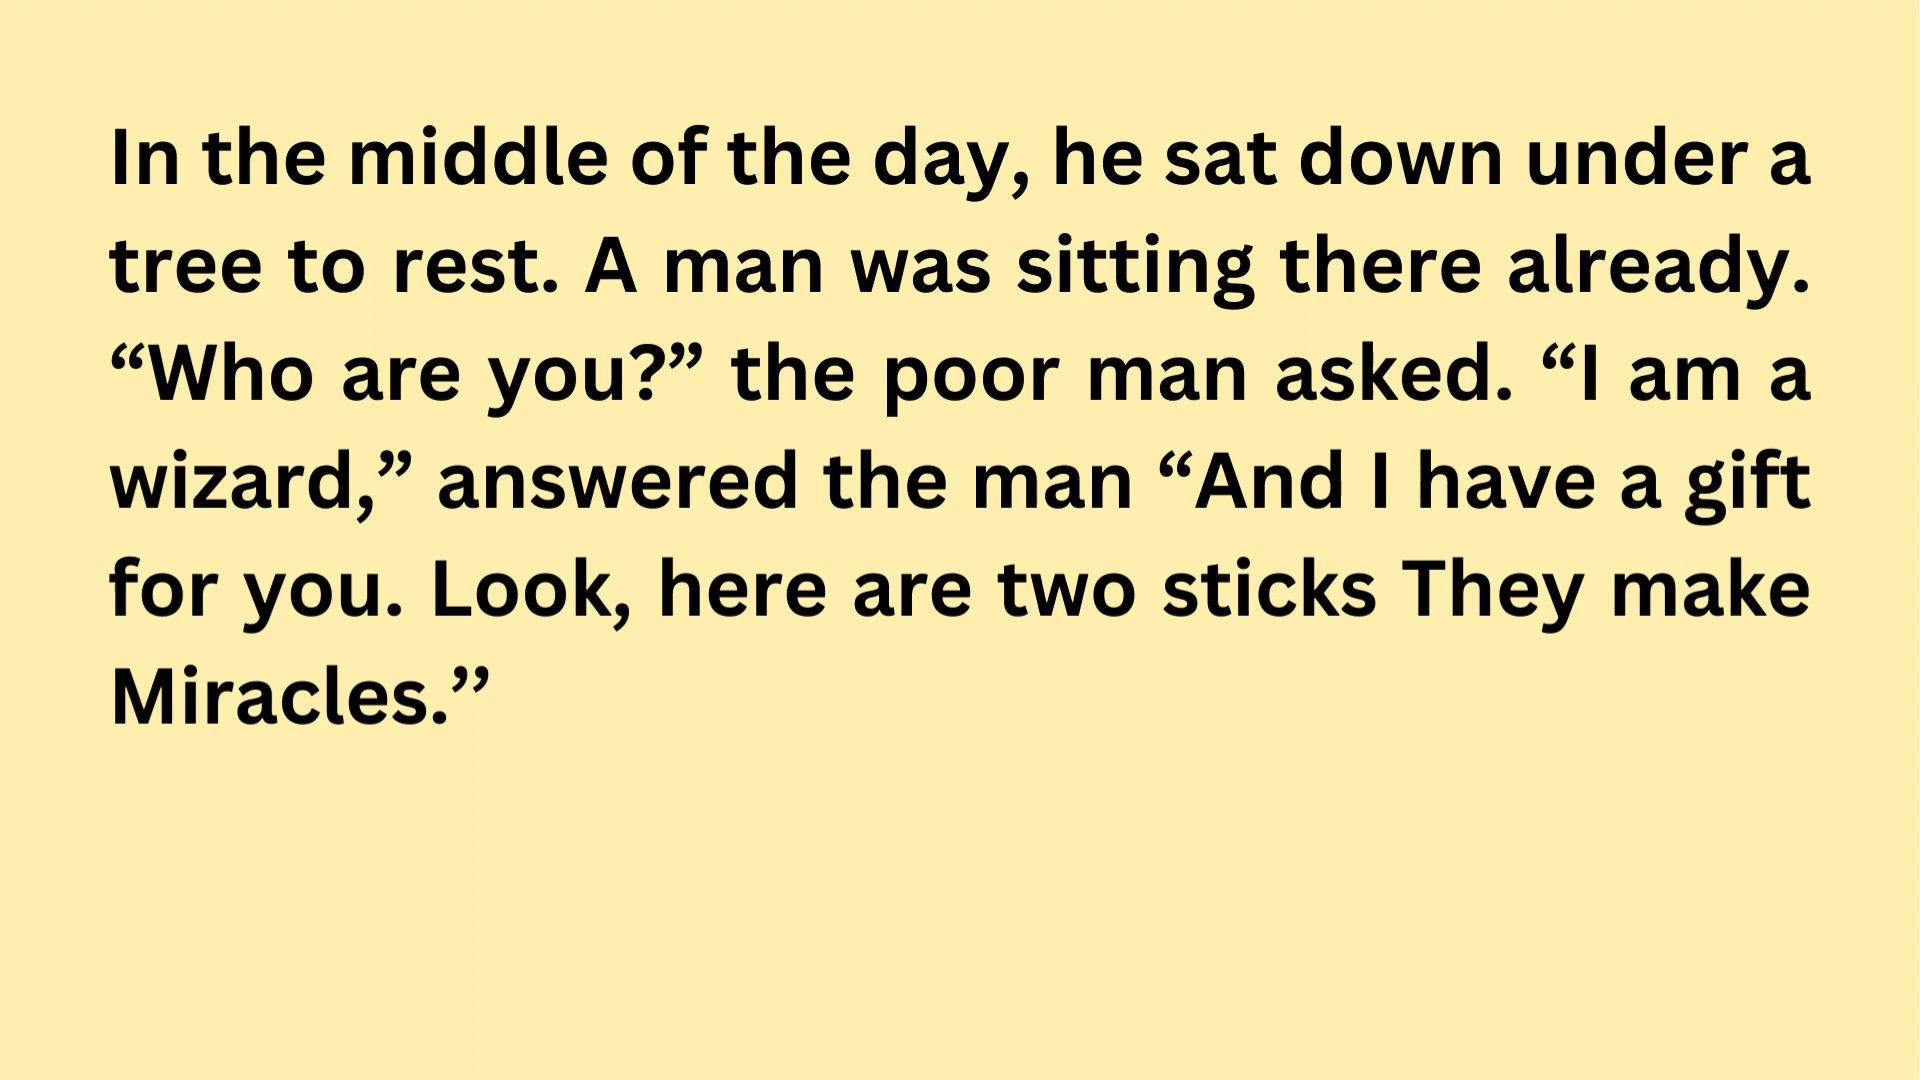 In the middle of the day, he sat down under a
tree to rest. A man was sitting there already.
“Who are you?” the poor man asked. “I am a
wizard,” answered the man “And I have a gift
for you. Look, here are two sticks They make
Miracles.’’